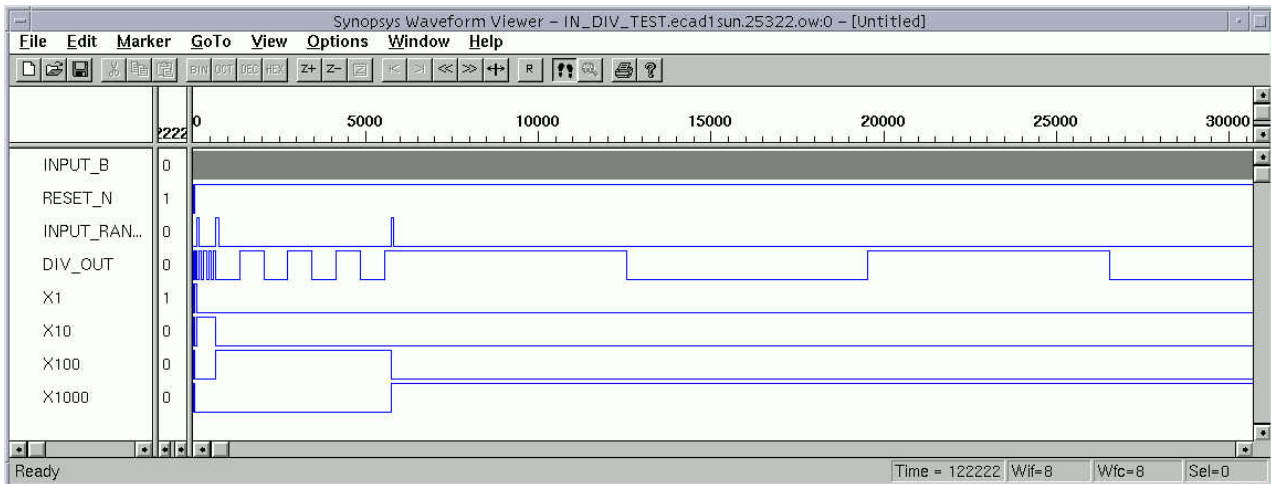 Synopsys Waveform Viewer – IN_DIV_TEST.ecad1sun.25322.ow:0 – [Untitled]
File Edit Marker GoTo View Options Window Help
BIN OCT DEC HEX Z+ Z− R
2222 0 5000 10000 15000 20000 25000 30000
INPUT_B 0
RESET_N 1
INPUT_RAN... 0
DIV_OUT 0
X1 1
X10 0
X100 0
X1000 0
Ready Time = 122222 Wif=8 Wfc=8 Sel=0